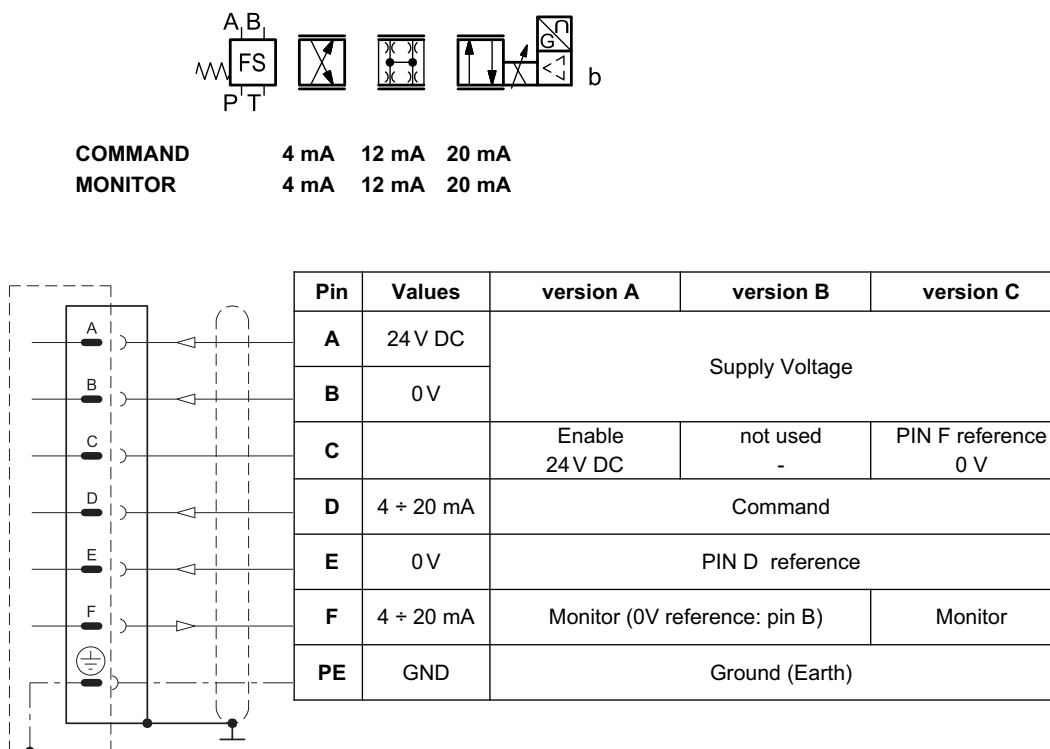 A B
FS
P T
G
b
COMMAND 4 mA 12 mA 20 mA
MONITOR 4 mA 12 mA 20 mA
Pin Values version A version B version C
A A 24 V DC Supply Voltage
B B 0 V
C C Enable 24 V DC not used - PIN F reference 0 V
D D 4 ÷ 20 mA Command
E E 0 V PIN D reference
F F 4 ÷ 20 mA Monitor (0V reference: pin B) Monitor
PE GND Ground (Earth)